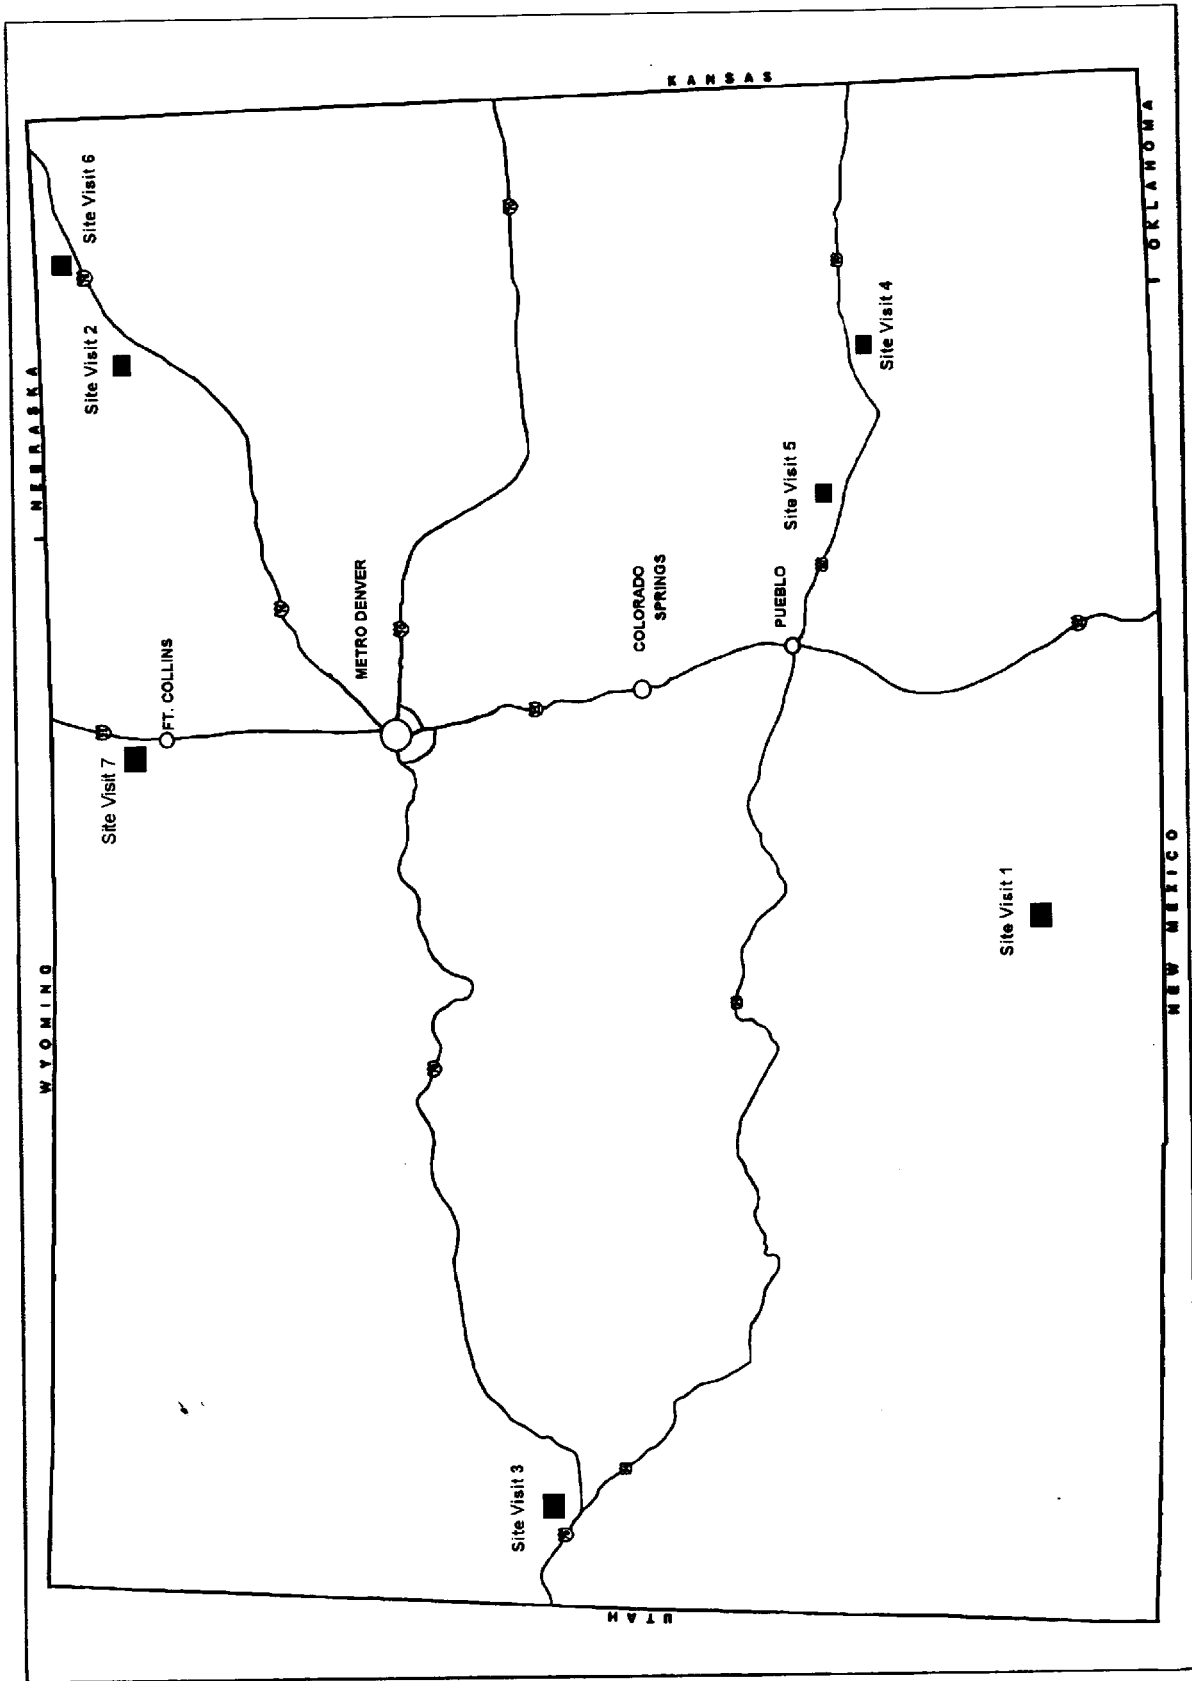 WYOMING
NEBRASKA
Site Visit 7
FT. COLLINS
Site Visit 2
Site Visit 6
METRO DENVER
KANSAS
Site Visit 3
COLORADO
SPRINGS
UTAH
PUEBLO
Site Visit 5
Site Visit 4
Site Visit 1
NEW MEXICO
OKLAHOMA